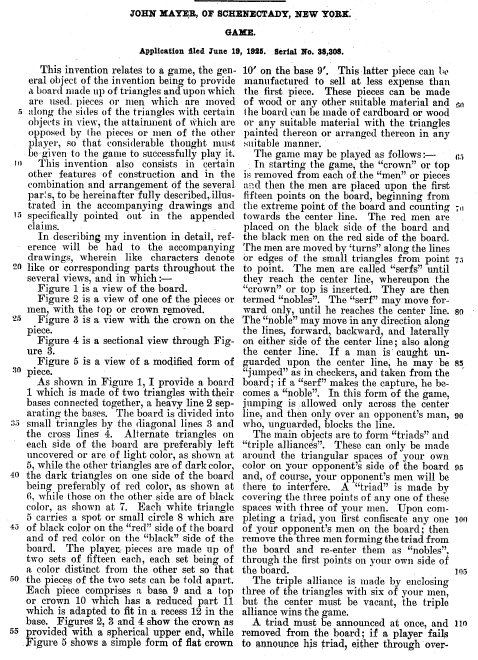 JOHN MAYER, OF SCHENECTADY, NEW YORK.
GAME.
Application filed June 19, 1925. Serial No. 38,308.
This invention relates to a game, the gen-
eral object of the invention being to provide
a board made up of triangles and upon which
are used pieces or men which are moved
5 along the sides of the triangles with certain
objects in view, the attainment of which are
opposed by the pieces or men of the other
player, so that considerable thought must
be given to the game to successfully play it.
10 This invention also consists in certain
other features of construction and in the
combination and arrangement of the several
parts, to be hereinafter fully described, illus-
trated in the accompanying drawings and
15 specifically pointed out in the appended
claims.
In describing my invention in detail, ref-
erence will be had to the accompanying
drawings, wherein like characters denote
20 like or corresponding parts throughout the
several views, and in which:—
Figure 1 is a view of the board.
Figure 2 is a view of one of the pieces or
men, with the top or crown removed.
25 Figure 3 is a view with the crown on the
piece.
Figure 4 is a sectional view through Fig-
ure 3.
Figure 5 is a view of a modified form of
30 piece.
As shown in Figure 1, I provide a board
1 which is made of two triangles with their
bases connected together, a heavy line 2 sep-
arating the bases. The board is divided into
35 small triangles by the diagonal lines 3 and
the cross lines 4. Alternate triangles on
each side of the board are preferably left
uncovered or are of light color, as shown at
5, while the other triangles are of dark color,
40 the dark triangles on one side of the board
being preferably of red color, as shown at
6, while those on the other side are of black
color, as shown at 7. Each white triangle
5 carries a spot or small circle 8 which are
45 of black color on the "red" side of the board
and of red color on the "black" side of the
board. The player pieces are made up of
two sets of fifteen each, each set being of
a color distinct from the other set so that
50 the pieces of the two sets can be told apart.
Each piece comprises a base 9 and a top
or crown 10 which has a reduced part 11
which is adapted to fit in a recess 12 in the
base. Figures 2, 3 and 4 show the crown as
55 provided with a spherical upper end, while
Figure 5 shows a simple form of flat crown
10' on the base 9'. This latter piece can be
manufactured to sell at less expense than
the first piece. These pieces can be made
of wood or any other suitable material and 60
the board can be made of cardboard or wood
or any suitable material with the triangles
painted thereon or arranged thereon in any
suitable manner.
The game may be played as follows:— 65
In starting the game, the "crown" or top
is removed from each of the "men" or pieces
and then the men are placed upon the first
fifteen points on the board, beginning from
the extreme point of the board and counting 70
towards the center line. The red men are
placed on the black side of the board and
the black men on the red side of the board.
The men are moved by "turns" along the lines
or edges of the small triangles from point 75
to point. The men are called "serfs" until
they reach the center line, whereupon the
"crown" or top is inserted. They are then
termed "nobles". The "serf" may move for-
ward only, until he reaches the center line. 80
The "noble" may move in any direction along
the lines, forward, backward, and laterally
on either side of the center line; also along
the center line. If a man is caught un-
guarded upon the center line, he may be 85
"jumped" as in checkers, and taken from the
board; if a "serf" makes the capture, he be-
comes a "noble". In this form of the game,
jumping is allowed only across the center
line, and then only over an opponent's man, 90
who, unguarded, blocks the line.
The main objects are to form "triads" and
"triple alliances". These can only be made
around the triangular spaces of your own
color on your opponent's side of the board 95
and, of course, your opponent's men will be
there to interfere. A "triad" is made by
covering the three points of any one of these
spaces with three of your men. Upon com-
pleting a triad, you first confiscate any one 100
of your opponent's men on the board; then
remove the three men forming the triad from
the board and re-enter them as "nobles",
through the first points on your own side of
the board. 105
The triple alliance is made by enclosing
three of the triangles with six of your men,
but the center must be vacant, the triple
alliance wins the game.
A triad must be announced at once, and 110
removed from the board; if a player fails
to announce his triad, either through over-